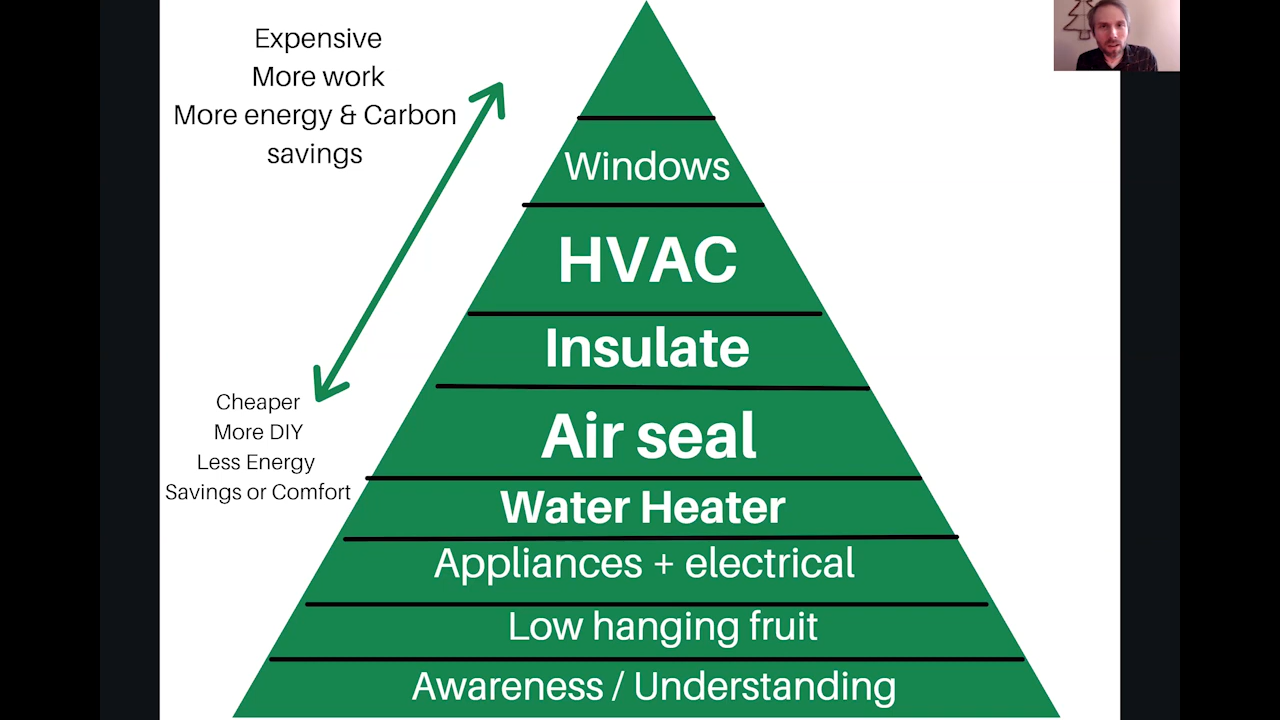 Expensive
More work
More energy & Carbon
savings
Windows
HVAC
Insulate
Cheaper
More DIY
Less Energy
Savings or Comfort
Air seal
Water Heater
Appliances + electrical
Low hanging fruit
Awareness / Understanding